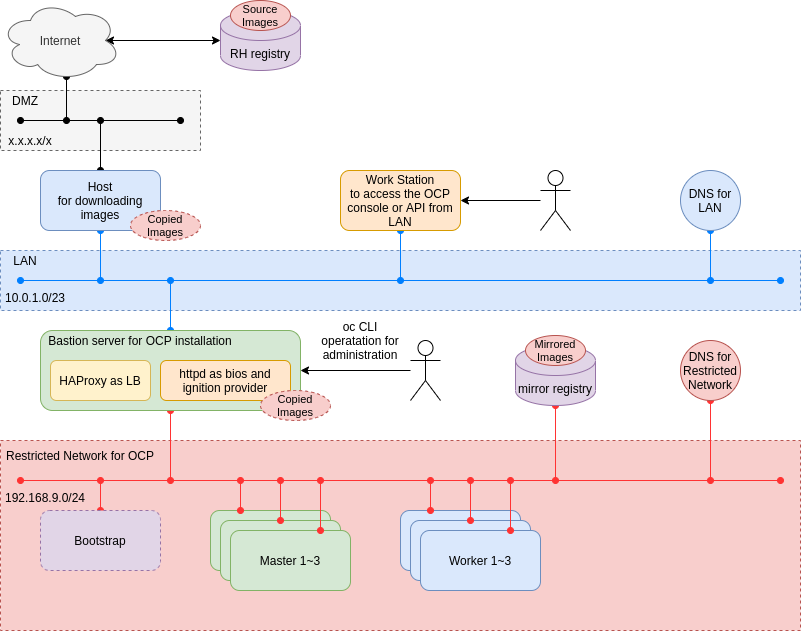 Source
Images
Internet
RH registry
DMZ
x.x.x.x/x
Host
for downloading
images
Copied
Images
Work Station
to access the OCP
console or API from
LAN
DNS for
LAN
LAN
10.0.1.0/23
Bastion server for OCP installation
HAProxy as LB
httpd as bios and
ignition provider
Copied
Images
oc CLI
operatation for
administration
Mirrored
Images
mirror registry
DNS for
Restricted
Network
Restricted Network for OCP
192.168.9.0/24
Bootstrap
Master 1~3
Worker 1~3